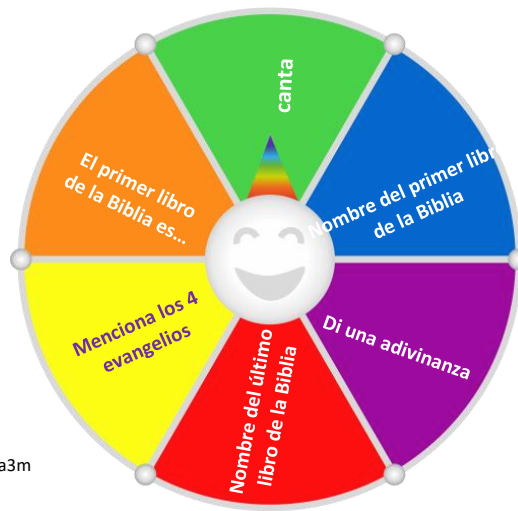 canta
Nombre del primer libro
de la Biblia
Di una adivinanza
Nombre del último
libro de la Biblia
Menciona los 4
evangelios
El primer libro
de la Biblia es...
a3m